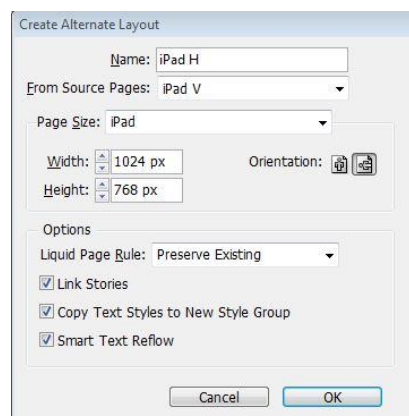 Create Alternate Layout
Name: iPad H
From Source Pages: iPad V
Page Size: iPad
Width: 1024 px Orientation:
Height: 768 px
Options
Liquid Page Rule: Preserve Existing
Link Stories
Copy Text Styles to New Style Group
Smart Text Reflow
Cancel OK